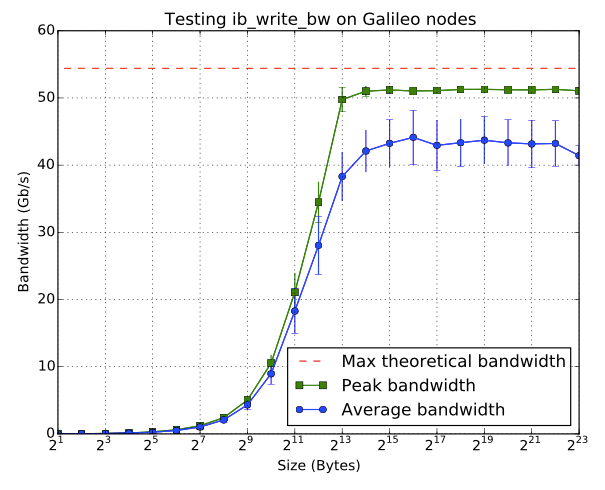 Testing ib_write_bw on Galileo nodes
60
50
40
30
20
10
0
Bandwidth (Gb/s)
Max theoretical bandwidth
Peak bandwidth
Average bandwidth
2^1 2^3 2^5 2^7 2^9 2^11 2^13 2^15 2^17 2^19 2^21 2^23
Size (Bytes)